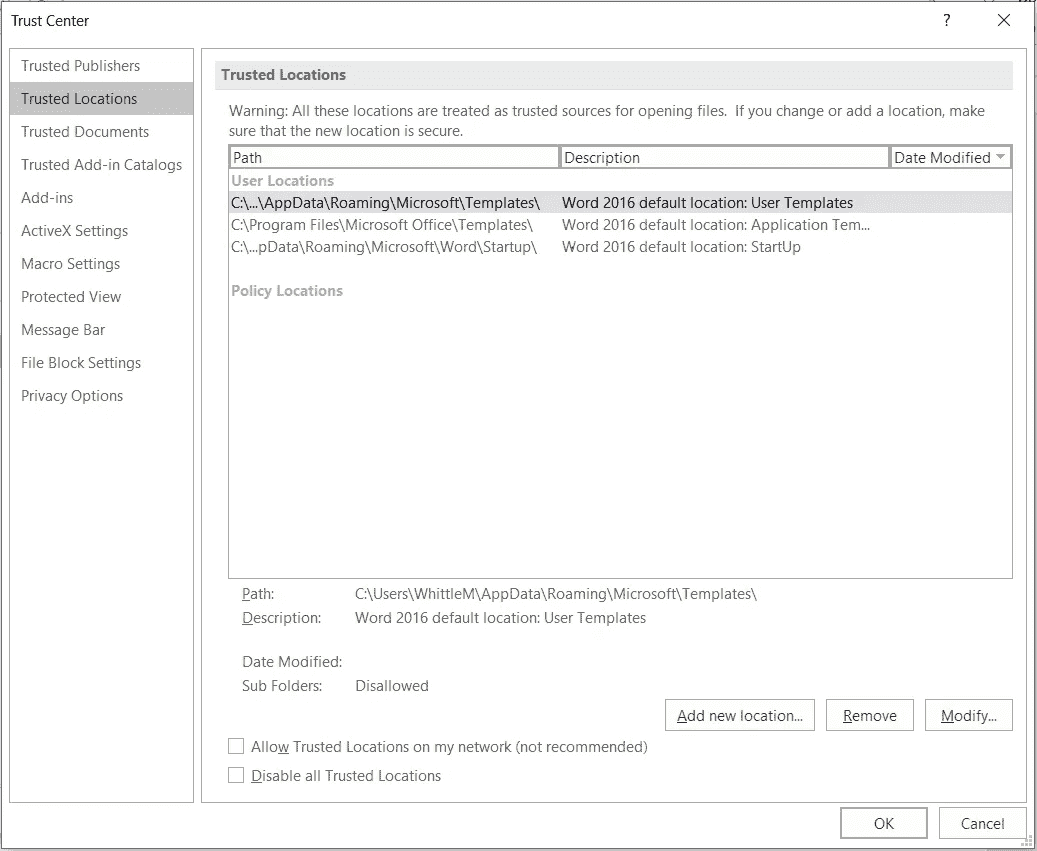 Trust Center
?
Trusted Publishers
Trusted Locations
Trusted Documents
Trusted Add-in Catalogs
Add-ins
ActiveX Settings
Macro Settings
Protected View
Message Bar
File Block Settings
Privacy Options
Trusted Locations
Warning: All these locations are treated as trusted sources for opening files.  If you change or add a location, make
sure that the new location is secure.
Path Description Date Modified
User Locations
C:\...\AppData\Roaming\Microsoft\Templates\ Word 2016 default location: User Templates
C:\Program Files\Microsoft Office\Templates\ Word 2016 default location: Application Tem...
C:\...pData\Roaming\Microsoft\Word\Startup\ Word 2016 default location: StartUp
Policy Locations
Path: C:\Users\WhittleM\AppData\Roaming\Microsoft\Templates\
Description: Word 2016 default location: User Templates
Date Modified:
Sub Folders: Disallowed
Add new location... Remove Modify...
Allow Trusted Locations on my network (not recommended)
Disable all Trusted Locations
OK Cancel